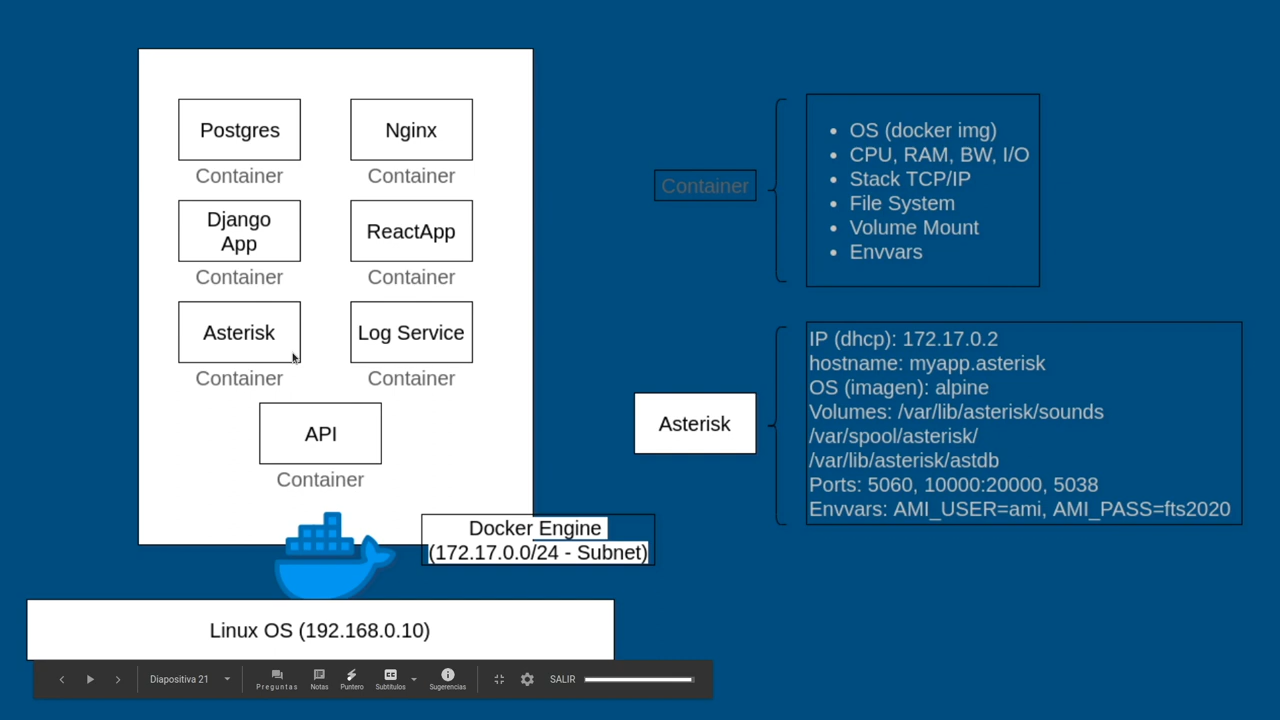 Postgres
Nginx
Container
Container
Django
App
ReactApp
Container
Container
Asterisk
Log Service
Container
Container
API
Container
Docker Engine
(172.17.0.0/24 - Subnet)
Linux OS (192.168.0.10)
Container
• OS (docker img)
• CPU, RAM, BW, I/O
• Stack TCP/IP
• File System
• Volume Mount
• Envvars
Asterisk
IP (dhcp): 172.17.0.2
hostname: myapp.asterisk
OS (imagen): alpine
Volumes: /var/lib/asterisk/sounds
/var/spool/asterisk/
/var/lib/asterisk/astdb
Ports: 5060, 10000:20000, 5038
Envvars: AMI_USER=ami, AMI_PASS=fts2020
Diapositiva 21
Preguntas
Notas
Puntero
CC
Subtítulos
Sugerencias
SALIR